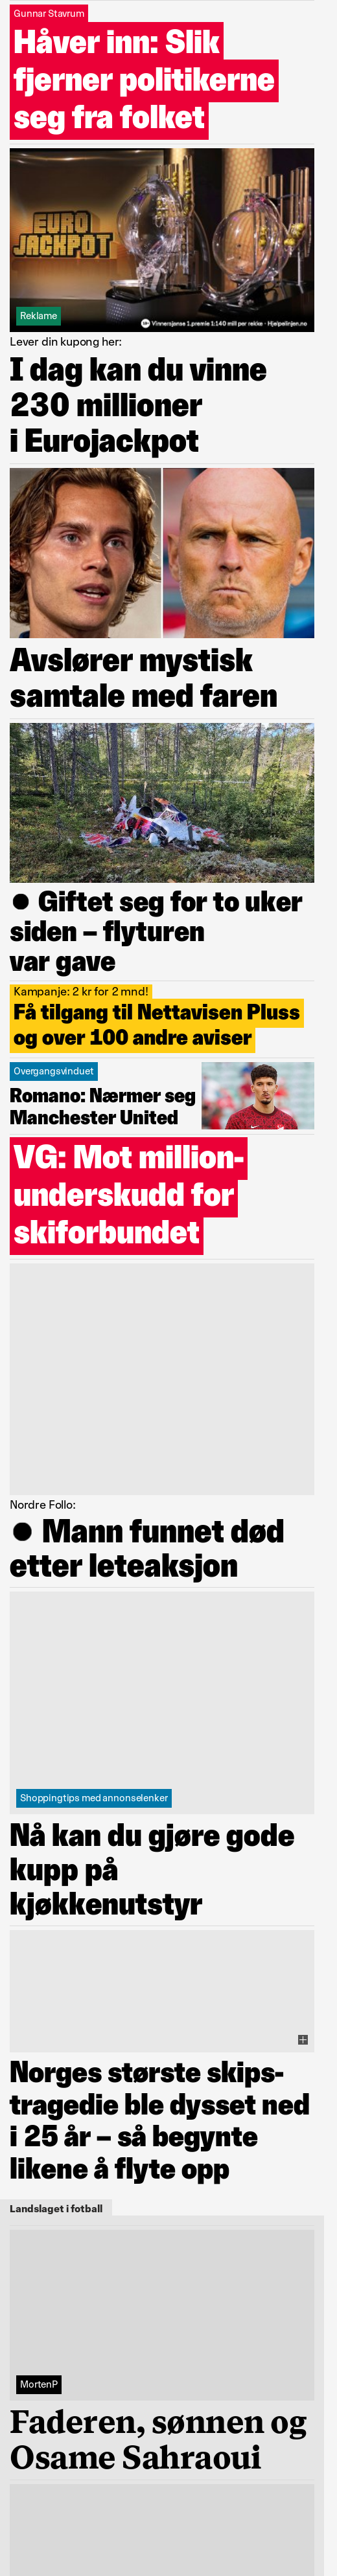 Gunnar Stavrum
Håver inn: Slik
fjerner politikerne
seg fra folket
EURO
JACKPOT
Reklame
18+ Vinnersjanse 1.premie 1:140 mill per rekke - Hjelpelinjen.no
Lever din kupong her:
I dag kan du vinne
230 millioner
i Eurojackpot
Avslører mystisk
samtale med faren
● Giftet seg for to uker
siden – flyturen
var gave
Kampanje: 2 kr for 2 mnd!
Få tilgang til Nettavisen Pluss
og over 100 andre aviser
Overgangsvinduet
Romano: Nærmer seg
Manchester United
VG: Mot million-
underskudd for
skiforbundet
Nordre Follo:
● Mann funnet død
etter leteaksjon
Shoppingtips med annonselenker
Nå kan du gjøre gode
kupp på
kjøkkenutstyr
Norges største skips-
tragedie ble dysset ned
i 25 år – så begynte
likene å flyte opp
Landslaget i fotball
MortenP
Faderen, sønnen og
Osame Sahraoui